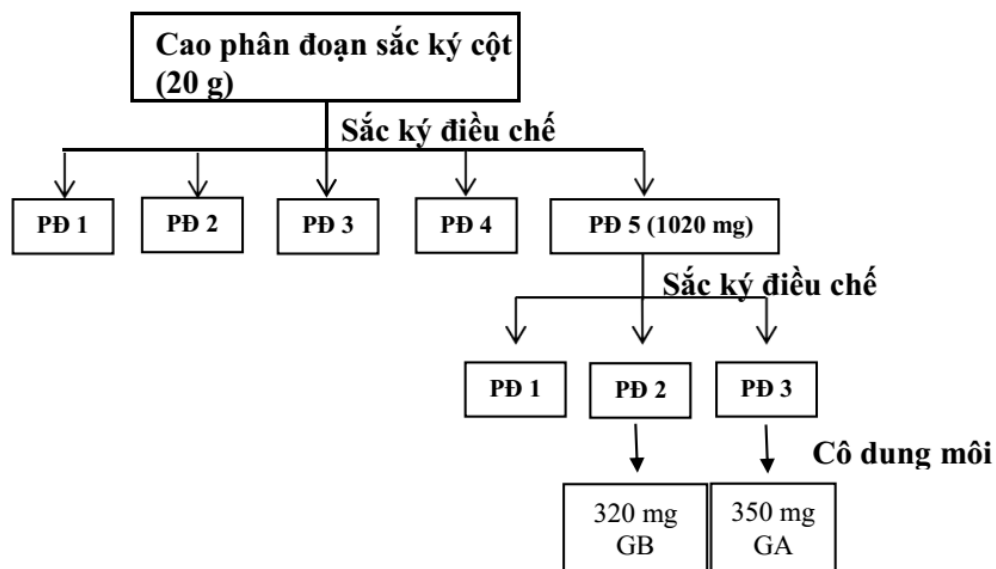 Cao phân đoạn sắc ký cột
(20 g)
Sắc ký điều chế
PĐ 1
PĐ 2
PĐ 3
PĐ 4
PĐ 5 (1020 mg)
Sắc ký điều chế
PĐ 1
PĐ 2
PĐ 3
Cô dung môi
320 mg
GB
350 mg
GA